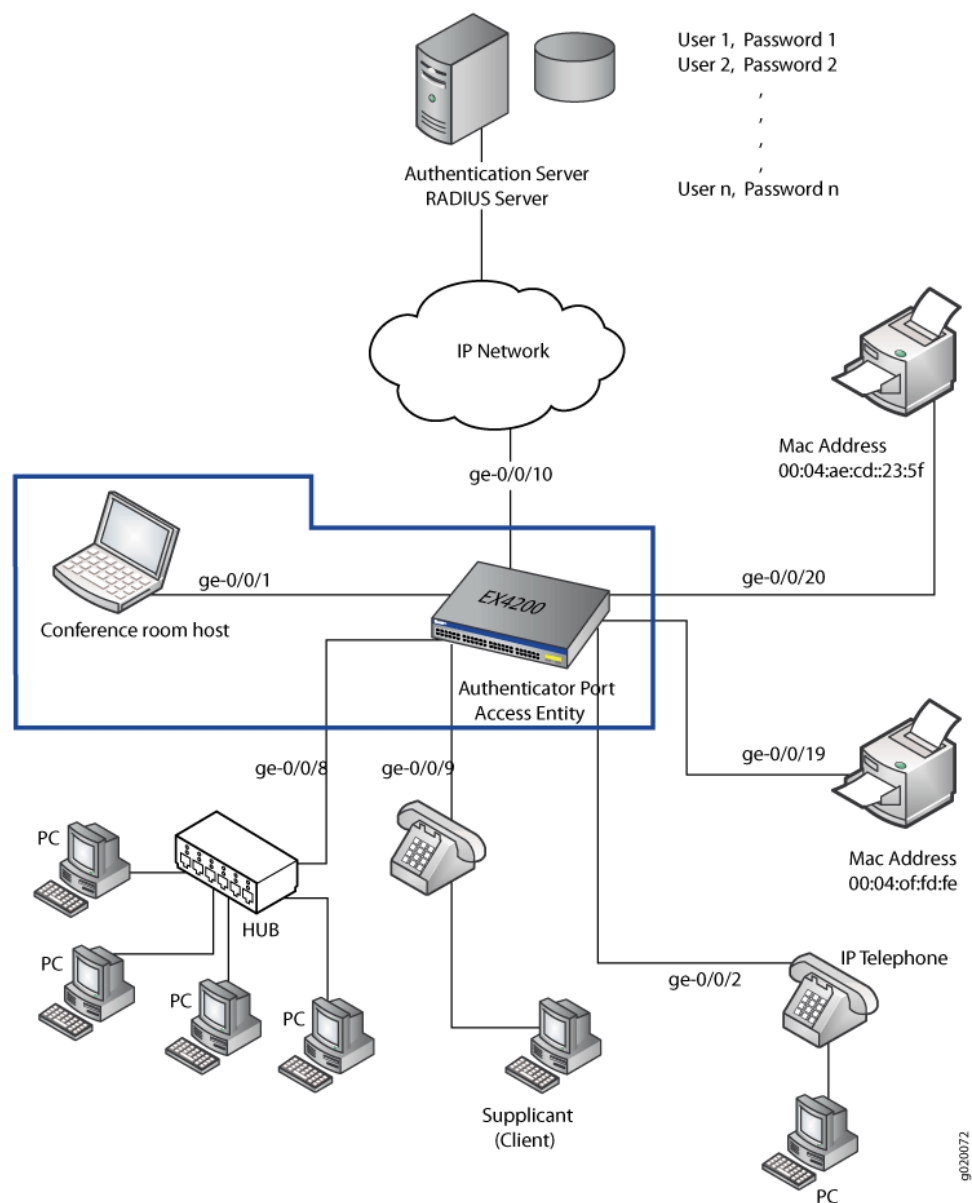 User 1, Password 1
User 2, Password 2
,
,
,
,
User n, Password n
Authentication Server
RADIUS Server
IP Network
ge-0/0/10
Mac Address
00:04:ae:cd::23:5f
ge-0/0/1
EX4200
ge-0/0/20
Conference room host
Authenticator Port
Access Entity
ge-0/0/19
ge-0/0/8
ge-0/0/9
Mac Address
00:04:of:fd:fe
PC
HUB
PC
PC
PC
IP Telephone
ge-0/0/2
Supplicant
(Client)
PC
g020072